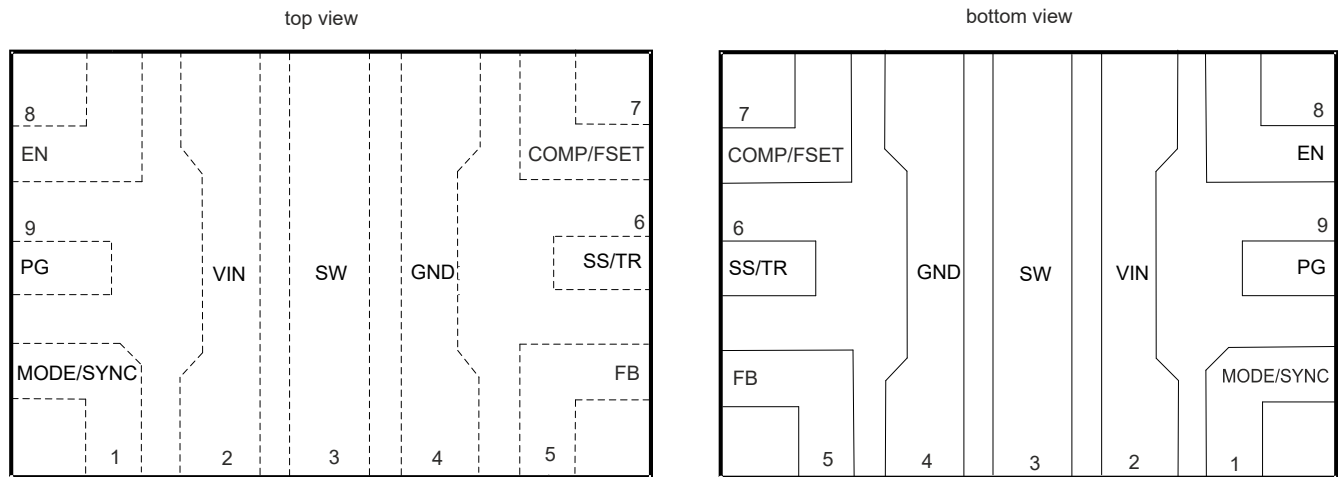 top view
8
7
EN
COMP/FSET
9
6
PG
VIN
SW
GND
SS/TR
MODE/SYNC
FB
1
2
3
4
5
bottom view
7
8
COMP/FSET
EN
6
9
SS/TR
GND
SW
VIN
PG
FB
MODE/SYNC
5
4
3
2
1